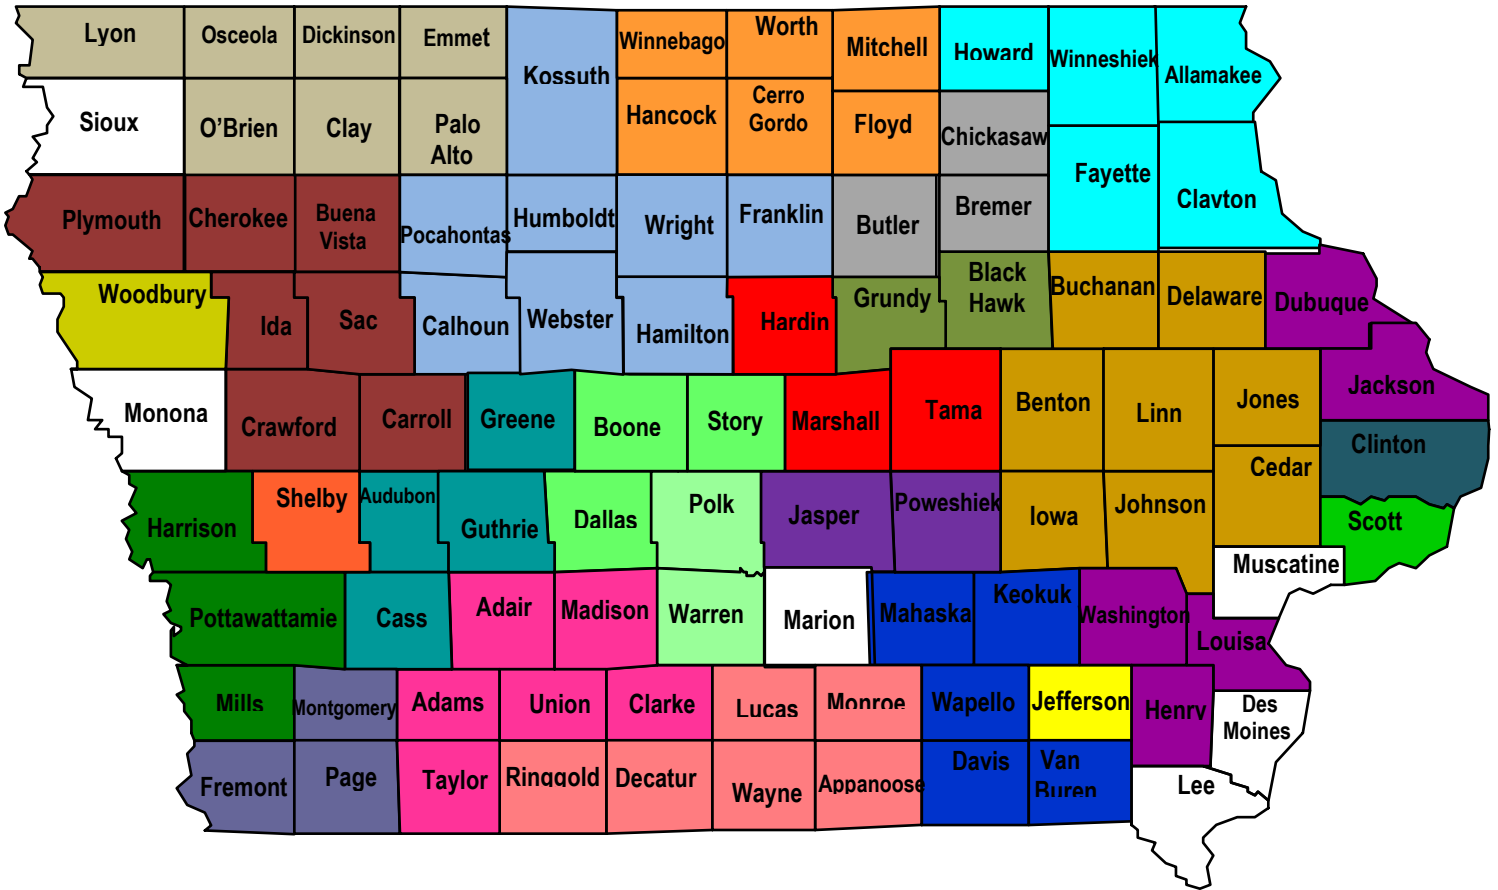 Lyon
Osceola
Dickinson
Emmet
Kossuth
Winnebago
Worth
Mitchell
Howard
Winneshiek
Allamakee
Sioux
O'Brien
Clay
Palo
Alto
Hancock
Cerro
Gordo
Floyd
Chickasaw
Fayette
Clayton
Plymouth
Cherokee
Buena
Vista
Pocahontas
Humboldt
Wright
Franklin
Butler
Bremer
Woodbury
Ida
Sac
Calhoun
Webster
Hamilton
Hardin
Grundy
Black
Hawk
Buchanan
Delaware
Dubuque
Monona
Crawford
Carroll
Greene
Boone
Story
Marshall
Tama
Benton
Linn
Jones
Jackson
Clinton
Cedar
Harrison
Shelby
Audubon
Guthrie
Dallas
Polk
Jasper
Poweshiek
Iowa
Johnson
Scott
Muscatine
Pottawattamie
Cass
Adair
Madison
Warren
Marion
Mahaska
Keokuk
Washington
Louisa
Mills
Montgomery
Adams
Union
Clarke
Lucas
Monroe
Wapello
Jefferson
Henry
Des
Moines
Fremont
Page
Taylor
Ringgold
Decatur
Wayne
Appanoose
Davis
Van
Buren
Lee